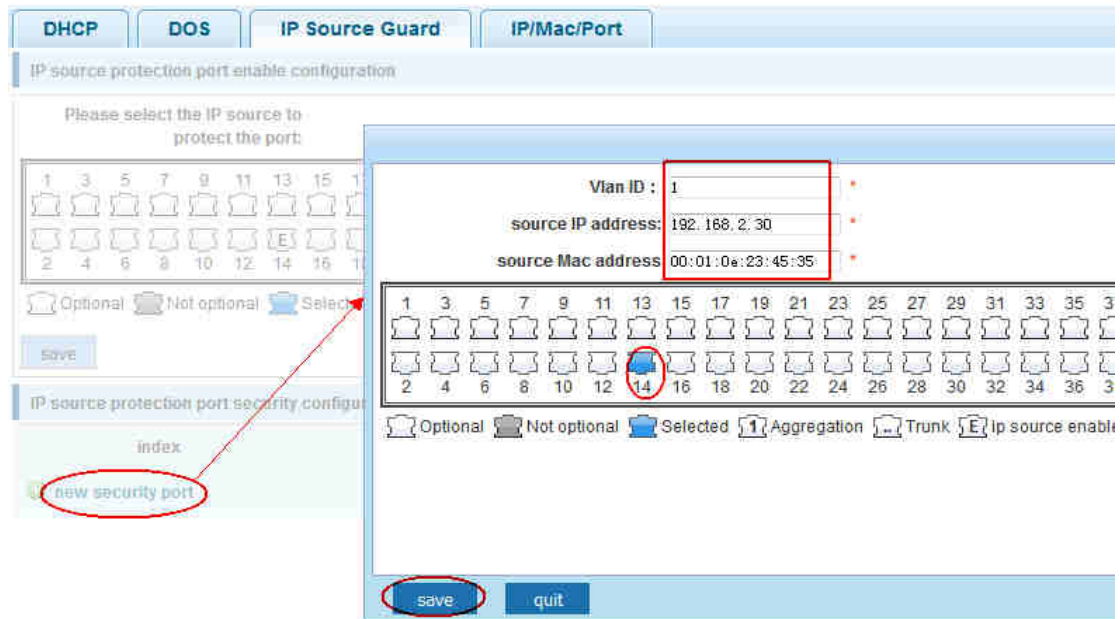 DHCP DOS IP Source Guard IP/Mac/Port
IP source protection port enable configuration
Please select the IP source to
protect the port:
1 3 5 7 9 11 13 15
E
2 4 6 8 10 12 14 16
Optional Not optional
save
IP source protection port security
index
new security port
Vlan ID : 1 *
source IP address: 192.168.2.30 *
source Mac address 00:01:0e:23:45:35 *
1 3 5 7 9 11 13 15 17 19 21 23 25 27 29 31 33 35
2 4 6 8 10 12 14 16 18 20 22 24 26 28 30 32 34 36
Optional Not optional Selected 1 Aggregation ... Trunk E ip source enable
save quit